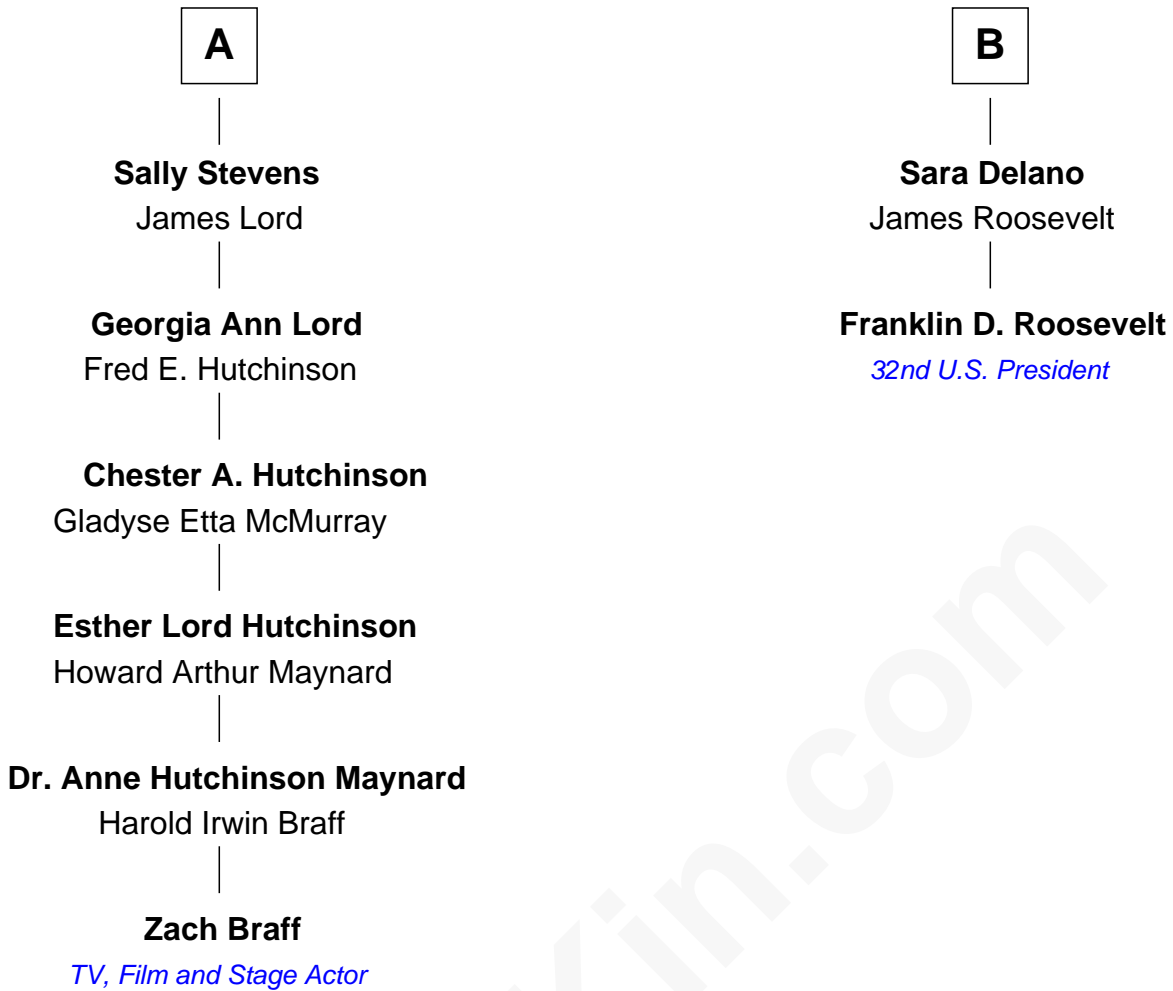 A
Sally Stevens
James Lord
Georgia Ann Lord
Fred E. Hutchinson
Chester A. Hutchinson
Gladyse Etta McMurray
Esther Lord Hutchinson
Howard Arthur Maynard
Dr. Anne Hutchinson Maynard
Harold Irwin Braff
Zach Braff
TV, Film and Stage Actor
B
Sara Delano
James Roosevelt
Franklin D. Roosevelt
32nd U.S. President
Kin.com